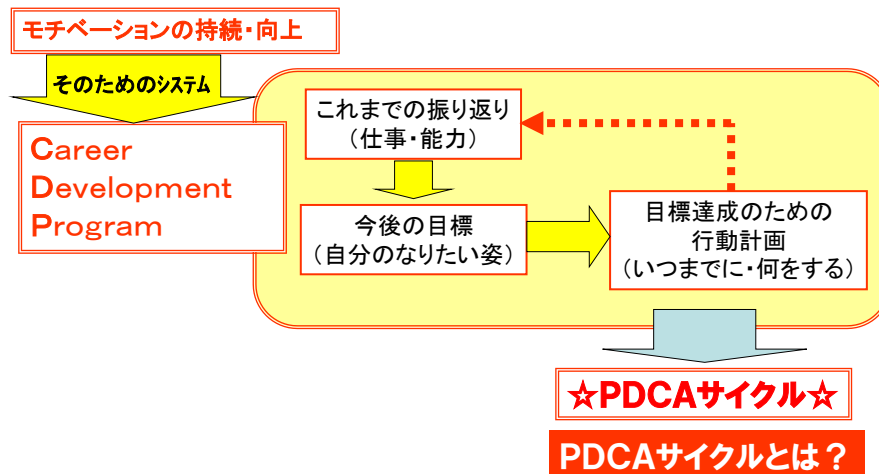 モチベーションの持続・向上
そのためのシステム
Career
Development
Program
これまでの振り返り
（仕事・能力）
今後の目標
（自分のなりたい姿）
目標達成のための
行動計画
（いつまでに・何をする）
☆PDCAサイクル☆
PDCAサイクルとは？